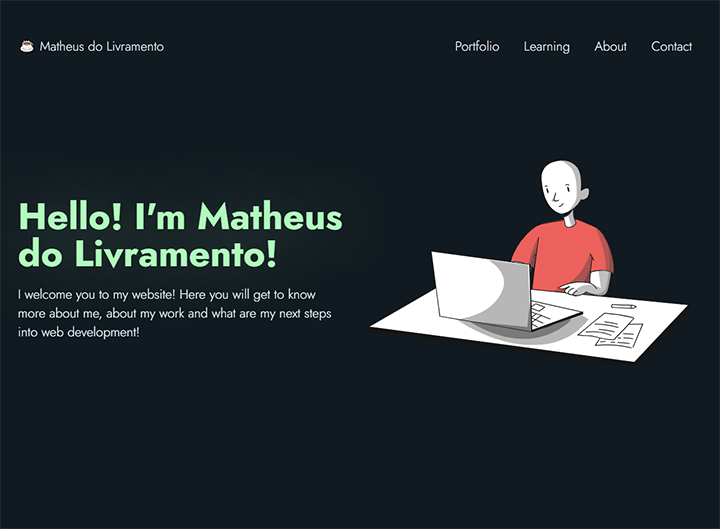 Matheus do Livramento
Portfolio Learning About Contact
Hello! I'm Matheus
do Livramento!
I welcome you to my website! Here you will get to know
more about me, about my work and what are my next steps
into web development!